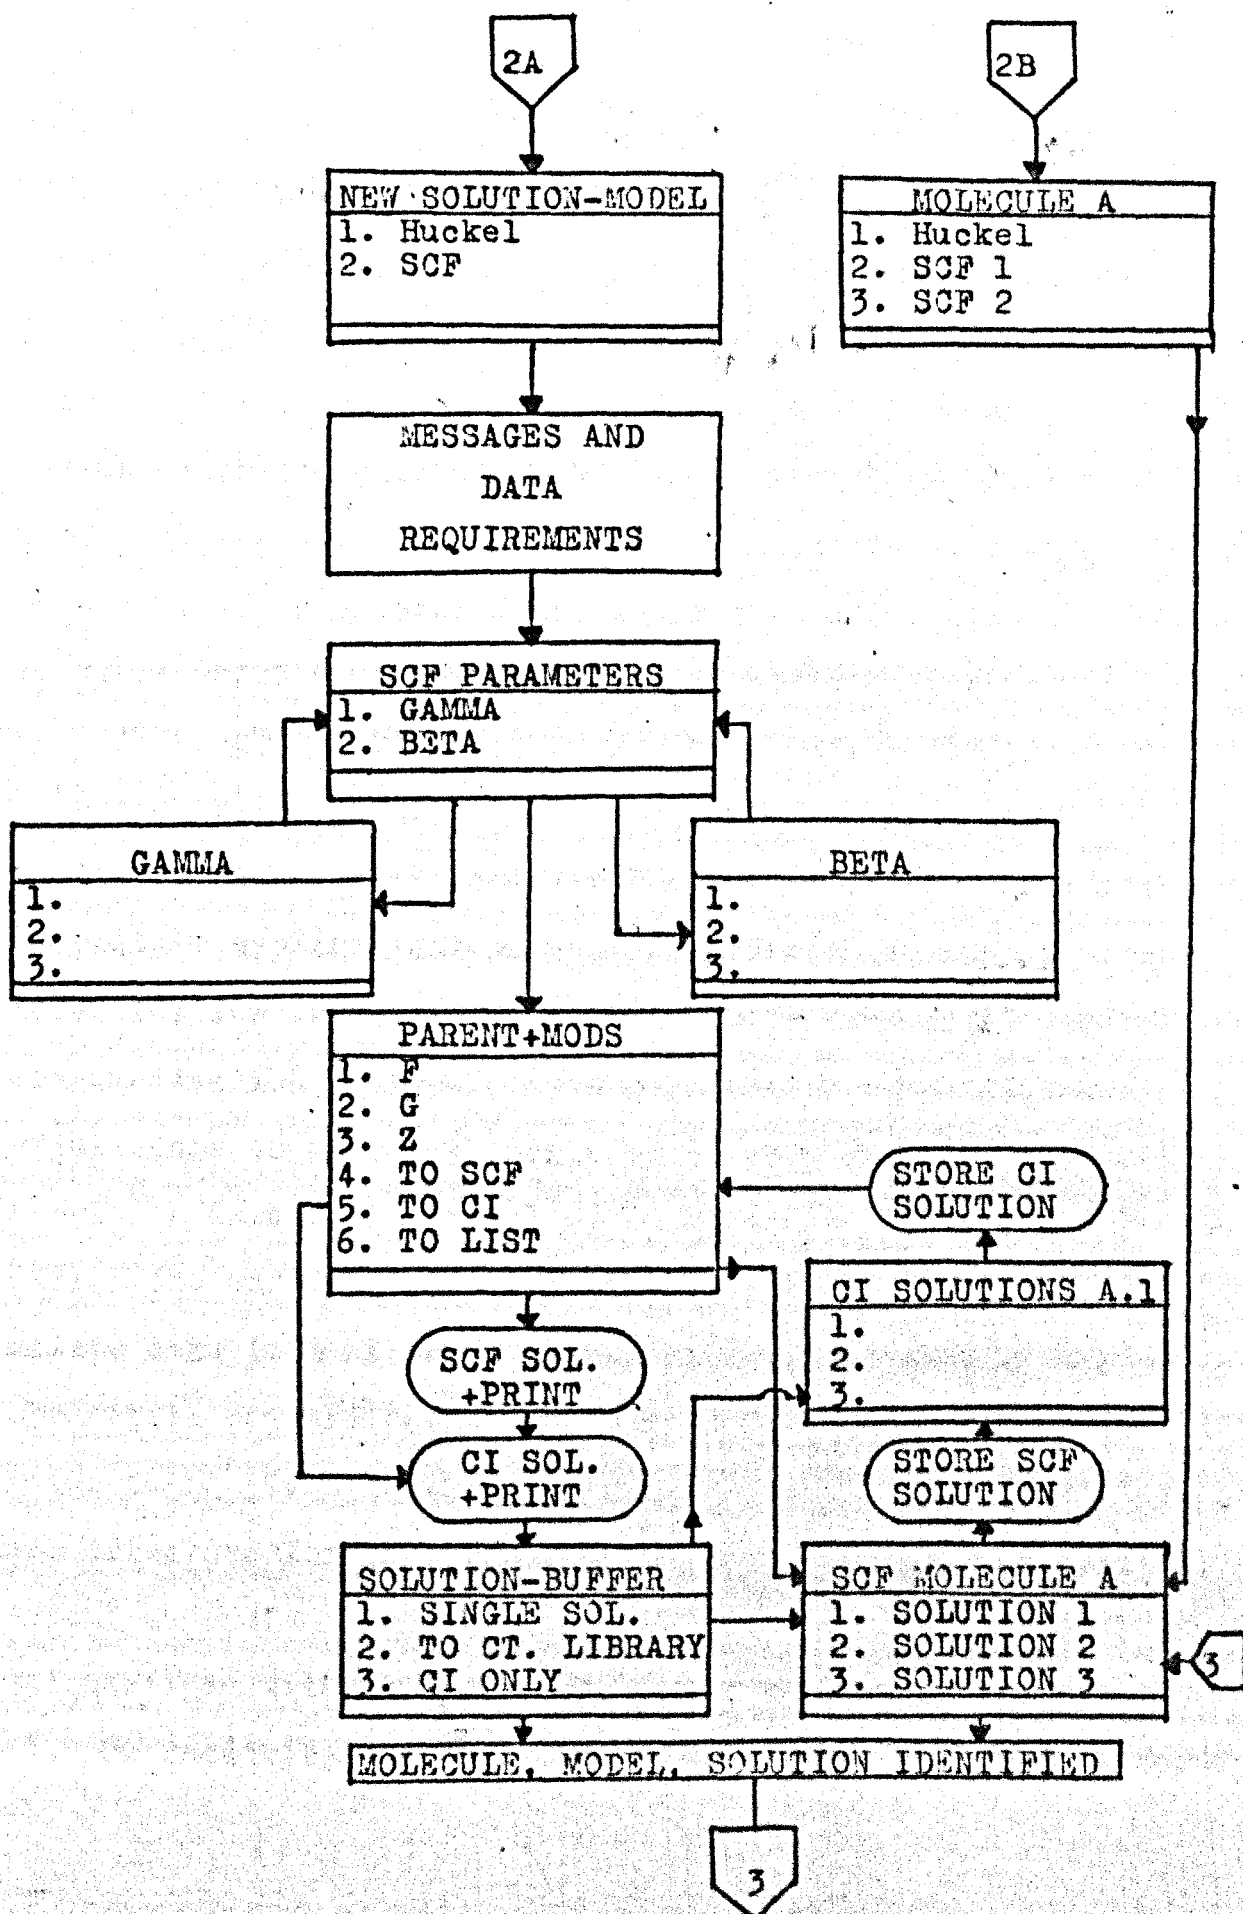 2A
2B
NEW SOLUTION-MODEL
1. Huckel
2. SCF
MOLECULE A
1. Huckel
2. SCF 1
3. SCF 2
MESSAGES AND
DATA
REQUIREMENTS
SCF PARAMETERS
1. GAMMA
2. BETA
GAMMA
1.
2.
3.
BETA
1.
2.
3.
PARENT+MODS
1. F
2. G
3. Z
4. TO SCF
5. TO CI
6. TO LIST
STORE CI
SOLUTION
CI SOLUTIONS A.1
1.
2.
3.
SCF SOL.
+PRINT
CI SOL.
+PRINT
STORE SCF
SOLUTION
SOLUTION-BUFFER
1. SINGLE SOL.
2. TO CT. LIBRARY
3. CI ONLY
SCF MOLECULE A
1. SOLUTION 1
2. SOLUTION 2
3. SOLUTION 3
3
MOLECULE, MODEL, SOLUTION IDENTIFIED
3